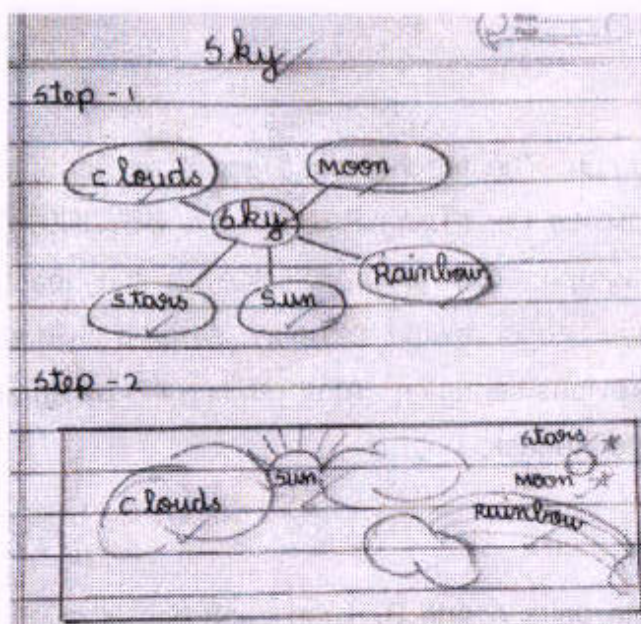 Sky
Step - 1
clouds
Moon
Sky
Rainbow
stars
Sun
Step - 2
stars
Sun
clouds
Moon
Rainbow